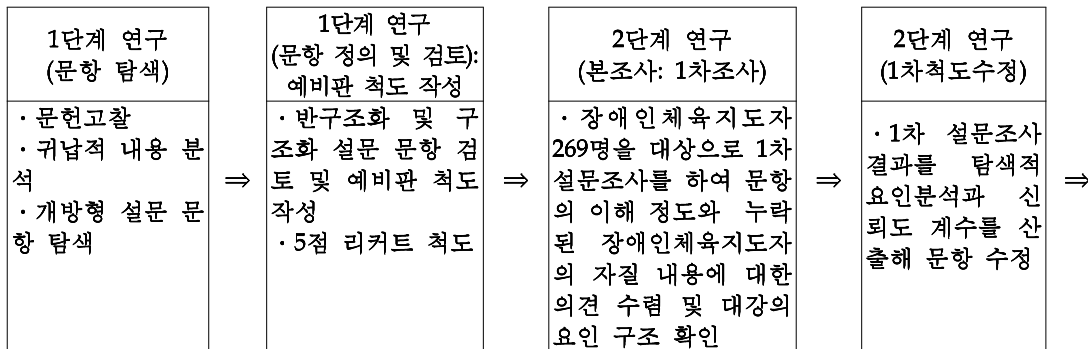 1단계 연구
(문항 탐색)
· 문헌고찰
· 귀납적 내용 분
석
· 개방형 설문 문
항 탐색
⇒
1단계 연구
(문항 정의 및 검토):
예비판 척도 작성
· 반구조화 및 구
조화 설문 문항 검
토 및 예비판 척도
작성
· 5점 리커트 척도
⇒
2단계 연구
(본조사: 1차조사)
· 장애인체육지도자
269명을 대상으로 1차
설문조사를 하여 문항
의 이해 정도와 누락
된 장애인체육지도자
의 자질 내용에 대한
의견 수렴 및 대강의
요인 구조 확인
⇒
2단계 연구
(1차척도수정)
· 1차 설문조사
결과를 탐색적
요인분석과 신
뢰도 계수를 산
출해 문항 수정
⇒